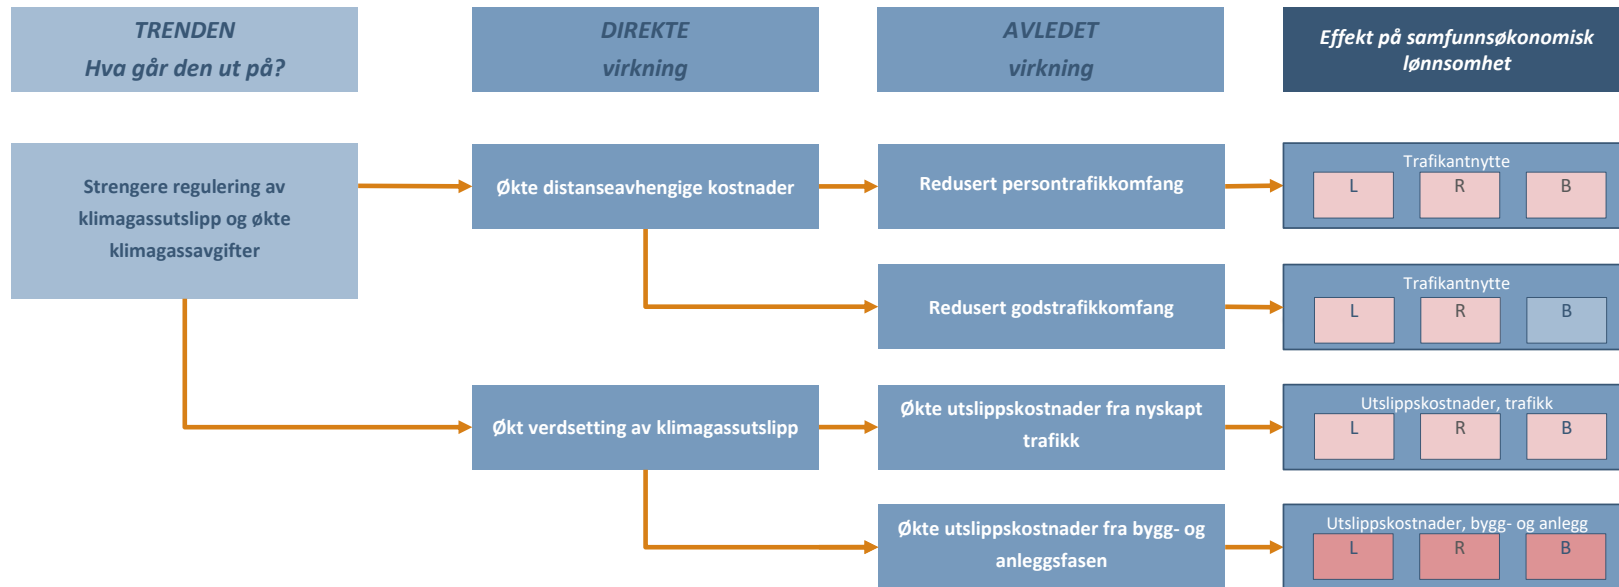 TRENDEN
Hva går den ut på?
DIREKTE
virkning
AVLEDET
virkning
Effekt på samfunnsøkonomisk
lønnsomhet
Strengere regulering av
klimagassutslipp og økte
klimagassavgifter
Økte distanseavhengige kostnader
Redusert persontrafikkomfang
Trafikantnytte
L R B
Redusert godstrafikkomfang
Trafikantnytte
L R B
Økt verdsetting av klimagassutslipp
Økte utslippskostnader fra nyskapt
trafikk
Utslippskostnader, trafikk
L R B
Økte utslippskostnader fra bygg- og
anleggsfasen
Utslippskostnader, bygg- og anlegg
L R B